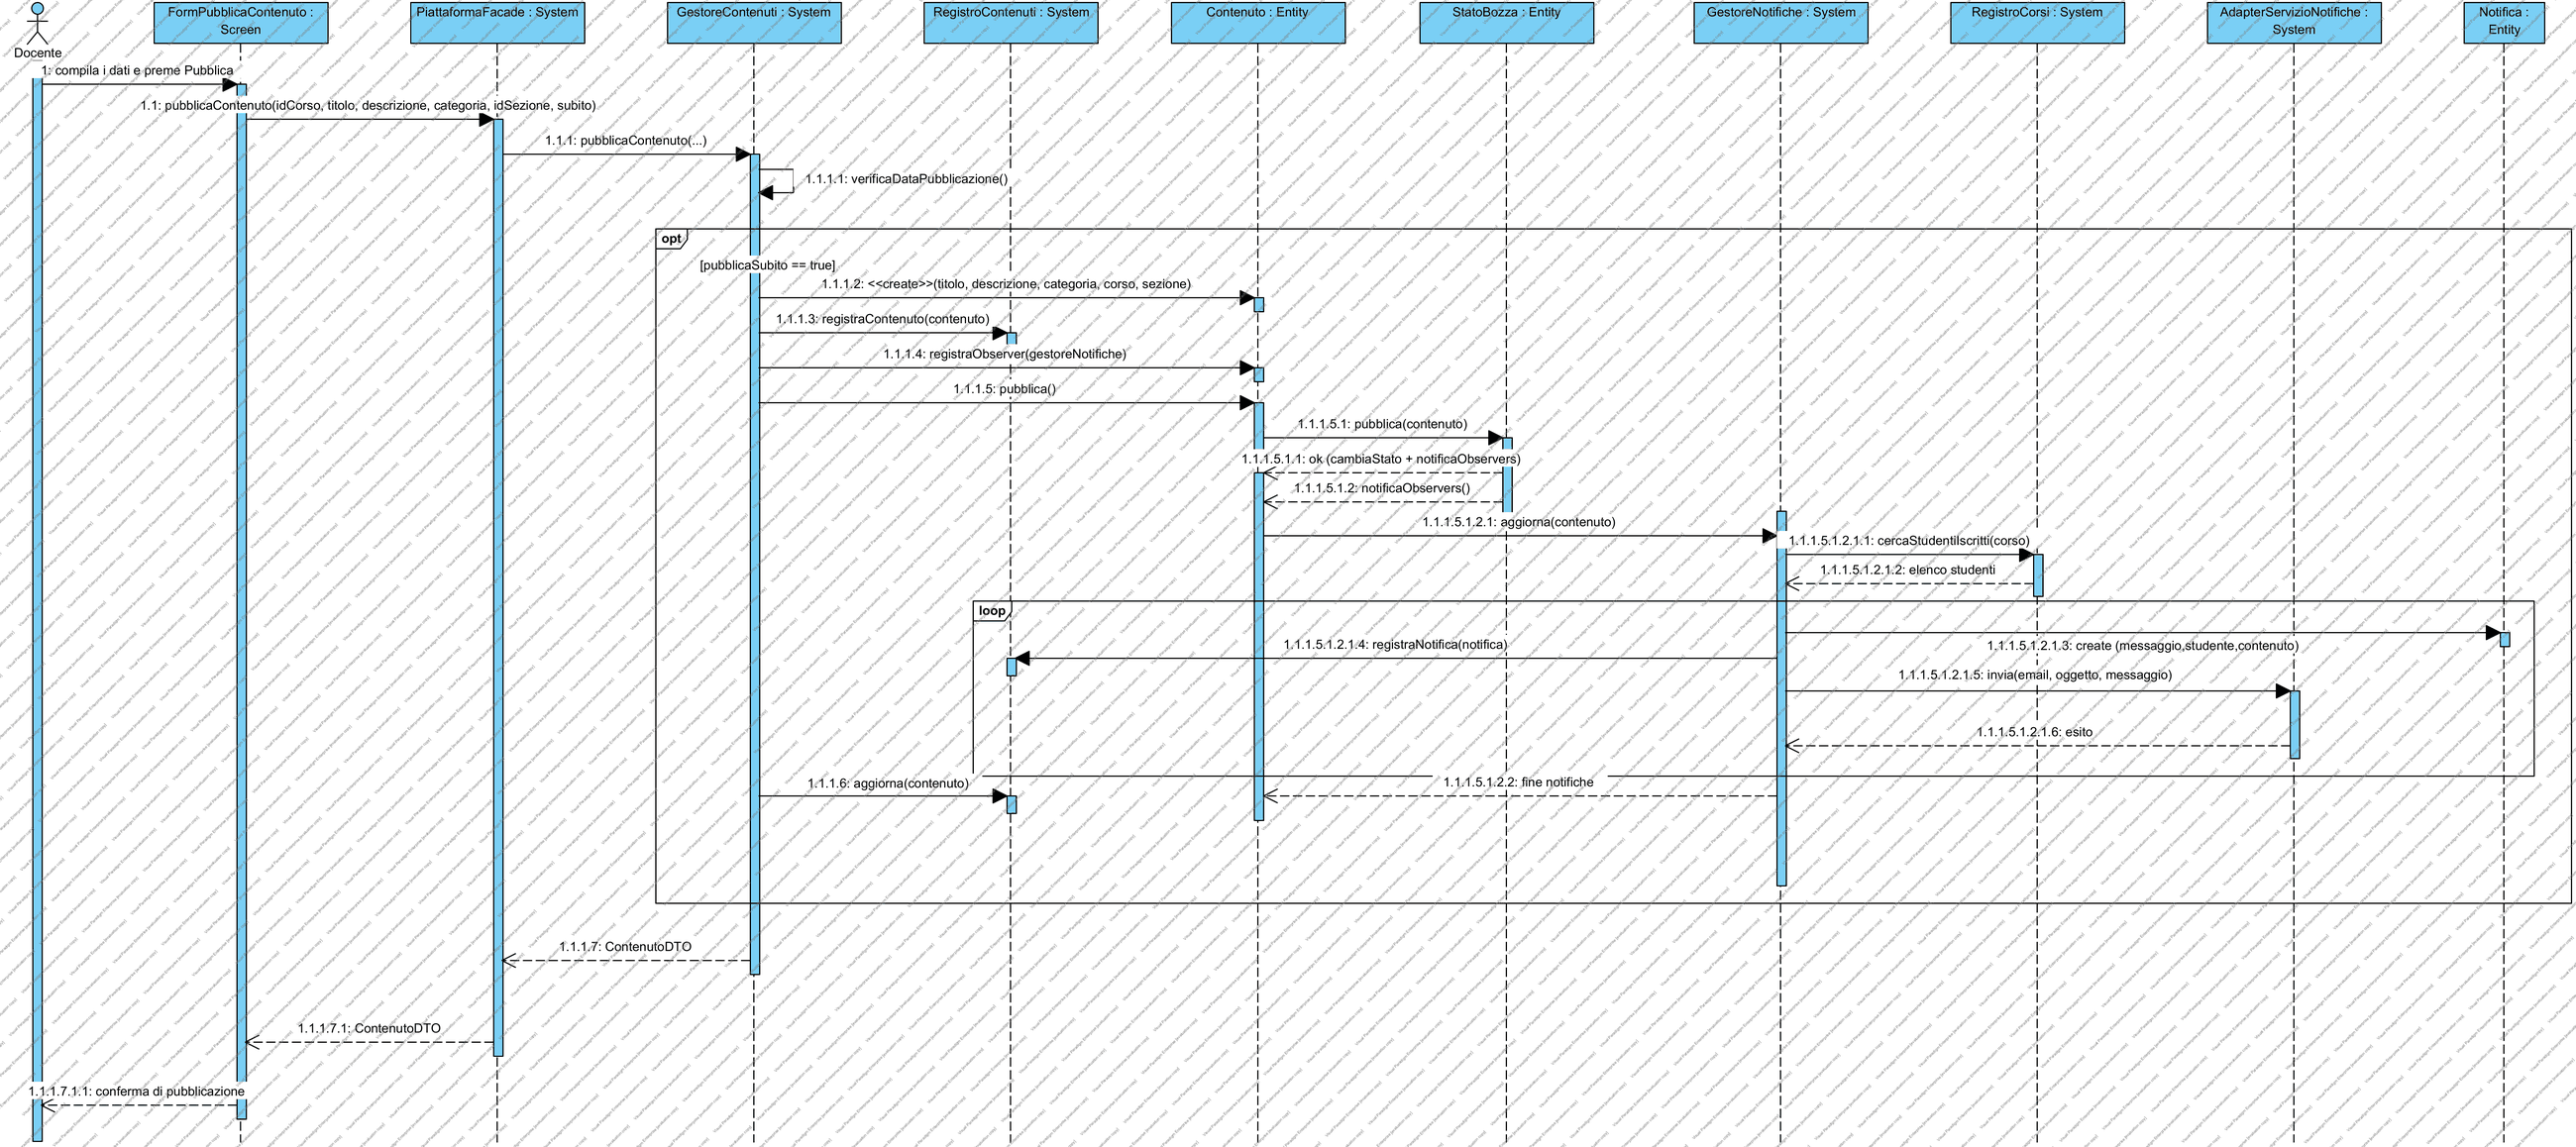 FormPubblicaContenuto :
Screen
PiattaformaFacade : System
GestoreContenuti : System
RegistroContenuti : System
Contenuto : Entity
StatoBozza : Entity
GestoreNotifiche : System
RegistroCorsi : System
AdapterServizioNotifiche :
System
Notifica :
Entity
Docente
1: compila i dati e preme Pubblica
1.1: pubblicaContenuto(idCorso, titolo, descrizione, categoria, idSezione, subito)
1.1.1: pubblicaContenuto(...)
1.1.1.1: verificaDataPubblicazione()
opt
[pubblicaSubito == true]
1.1.1.2: <<create>>(titolo, descrizione, categoria, corso, sezione)
1.1.1.3: registraContenuto(contenuto)
1.1.1.4: registraObserver(gestoreNotifiche)
1.1.1.5: pubblica()
1.1.1.5.1: pubblica(contenuto)
1.1.1.5.1.1: ok (cambiaStato + notificaObservers)
1.1.1.5.1.2: notificaObservers()
1.1.1.5.1.2.1: aggiorna(contenuto)
1.1.1.5.1.2.1.1: cercaStudentiIscritti(corso)
1.1.1.5.1.2.1.2: elenco studenti
loop
1.1.1.5.1.2.1.4: registraNotifica(notifica)
1.1.1.5.1.2.1.3: create (messaggio,studente,contenuto)
1.1.1.5.1.2.1.5: invia(email, oggetto, messaggio)
1.1.1.5.1.2.1.6: esito
1.1.1.6: aggiorna(contenuto)
1.1.1.5.1.2.2: fine notifiche
1.1.1.7: ContenutoDTO
1.1.1.7.1: ContenutoDTO
1.1.1.7.1.1: conferma di pubblicazione